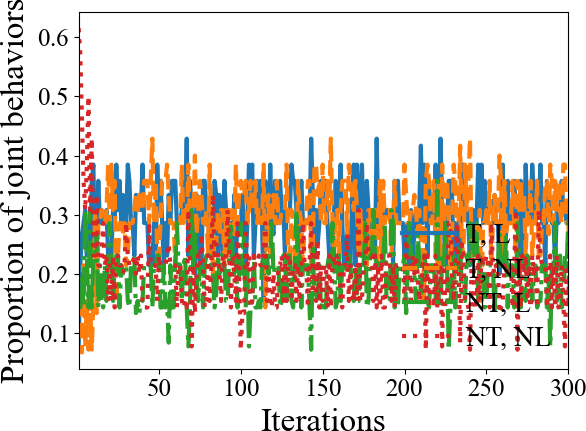 Proportion of joint behaviors
0.6
0.5
0.4
0.3
0.2
0.1
T, L
T, NL
NT, L
NT, NL
50
100
150
200
250
300
Iterations